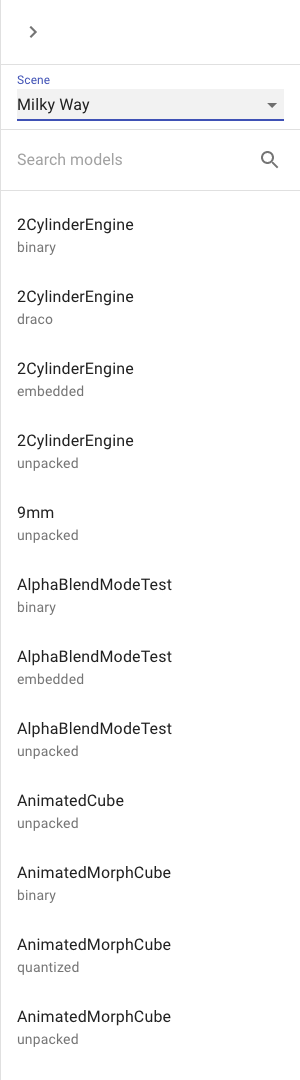 Scene
Milky Way
Search models
2CylinderEngine
binary
2CylinderEngine
draco
2CylinderEngine
embedded
2CylinderEngine
unpacked
9mm
unpacked
AlphaBlendModeTest
binary
AlphaBlendModeTest
embedded
AlphaBlendModeTest
unpacked
AnimatedCube
unpacked
AnimatedMorphCube
binary
AnimatedMorphCube
quantized
AnimatedMorphCube
unpacked